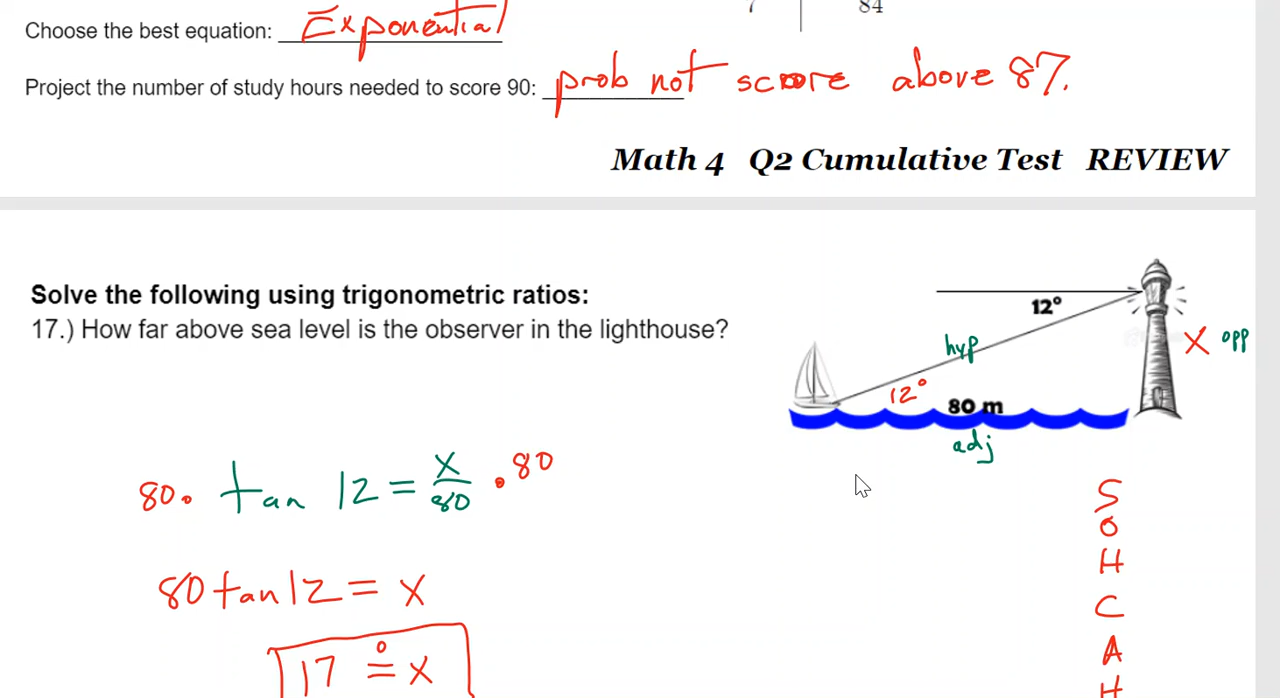 Choose the best equation: Exponential
84
Project the number of study hours needed to score 90: prob not score above 87.
Math 4 Q2 Cumulative Test REVIEW
Solve the following using trigonometric ratios:
17.) How far above sea level is the observer in the lighthouse?
12°
hyp
X opp
12°
80 m
adj
80. tan 12 = X/80 . 80
80 tan 12 = X
17 ≐ X
S
O
H
C
A
H